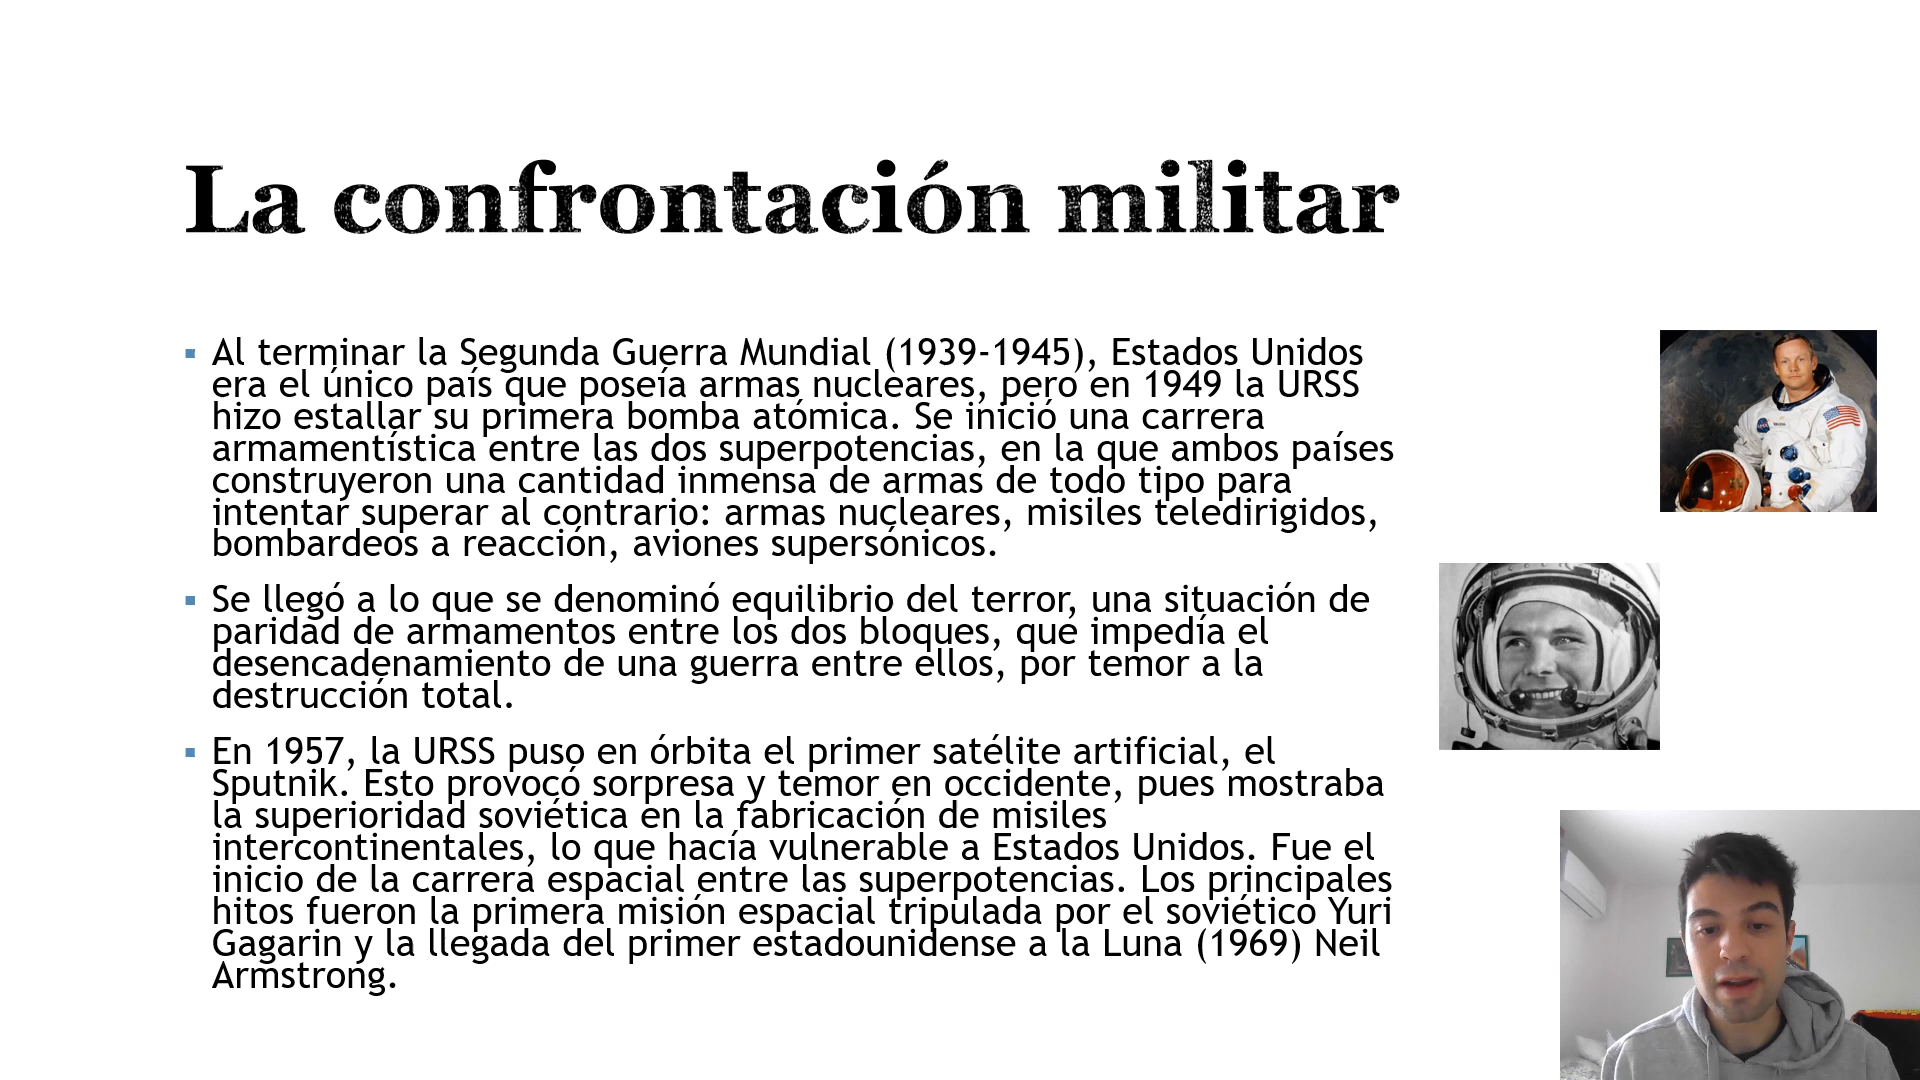 La confrontación militar
Al terminar la Segunda Guerra Mundial (1939-1945), Estados Unidos
era el único país que poseía armas nucleares, pero en 1949 la URSS
hizo estallar su primera bomba atómica. Se inició una carrera
armamentística entre las dos superpotencias, en la que ambos países
construyeron una cantidad inmensa de armas de todo tipo para
intentar superar al contrario: armas nucleares, misiles teledirigidos,
bombardeos a reacción, aviones supersónicos.
Se llegó a lo que se denominó equilibrio del terror, una situación de
paridad de armamentos entre los dos bloques, que impedía el
desencadenamiento de una guerra entre ellos, por temor a la
destrucción total.
En 1957, la URSS puso en órbita el primer satélite artificial, el
Sputnik. Esto provocó sorpresa y temor en occidente, pues mostraba
la superioridad soviética en la fabricación de misiles
intercontinentales, lo que hacía vulnerable a Estados Unidos. Fue el
inicio de la carrera espacial entre las superpotencias. Los principales
hitos fueron la primera misión espacial tripulada por el soviético Yuri
Gagarin y la llegada del primer estadounidense a la Luna (1969) Neil
Armstrong.